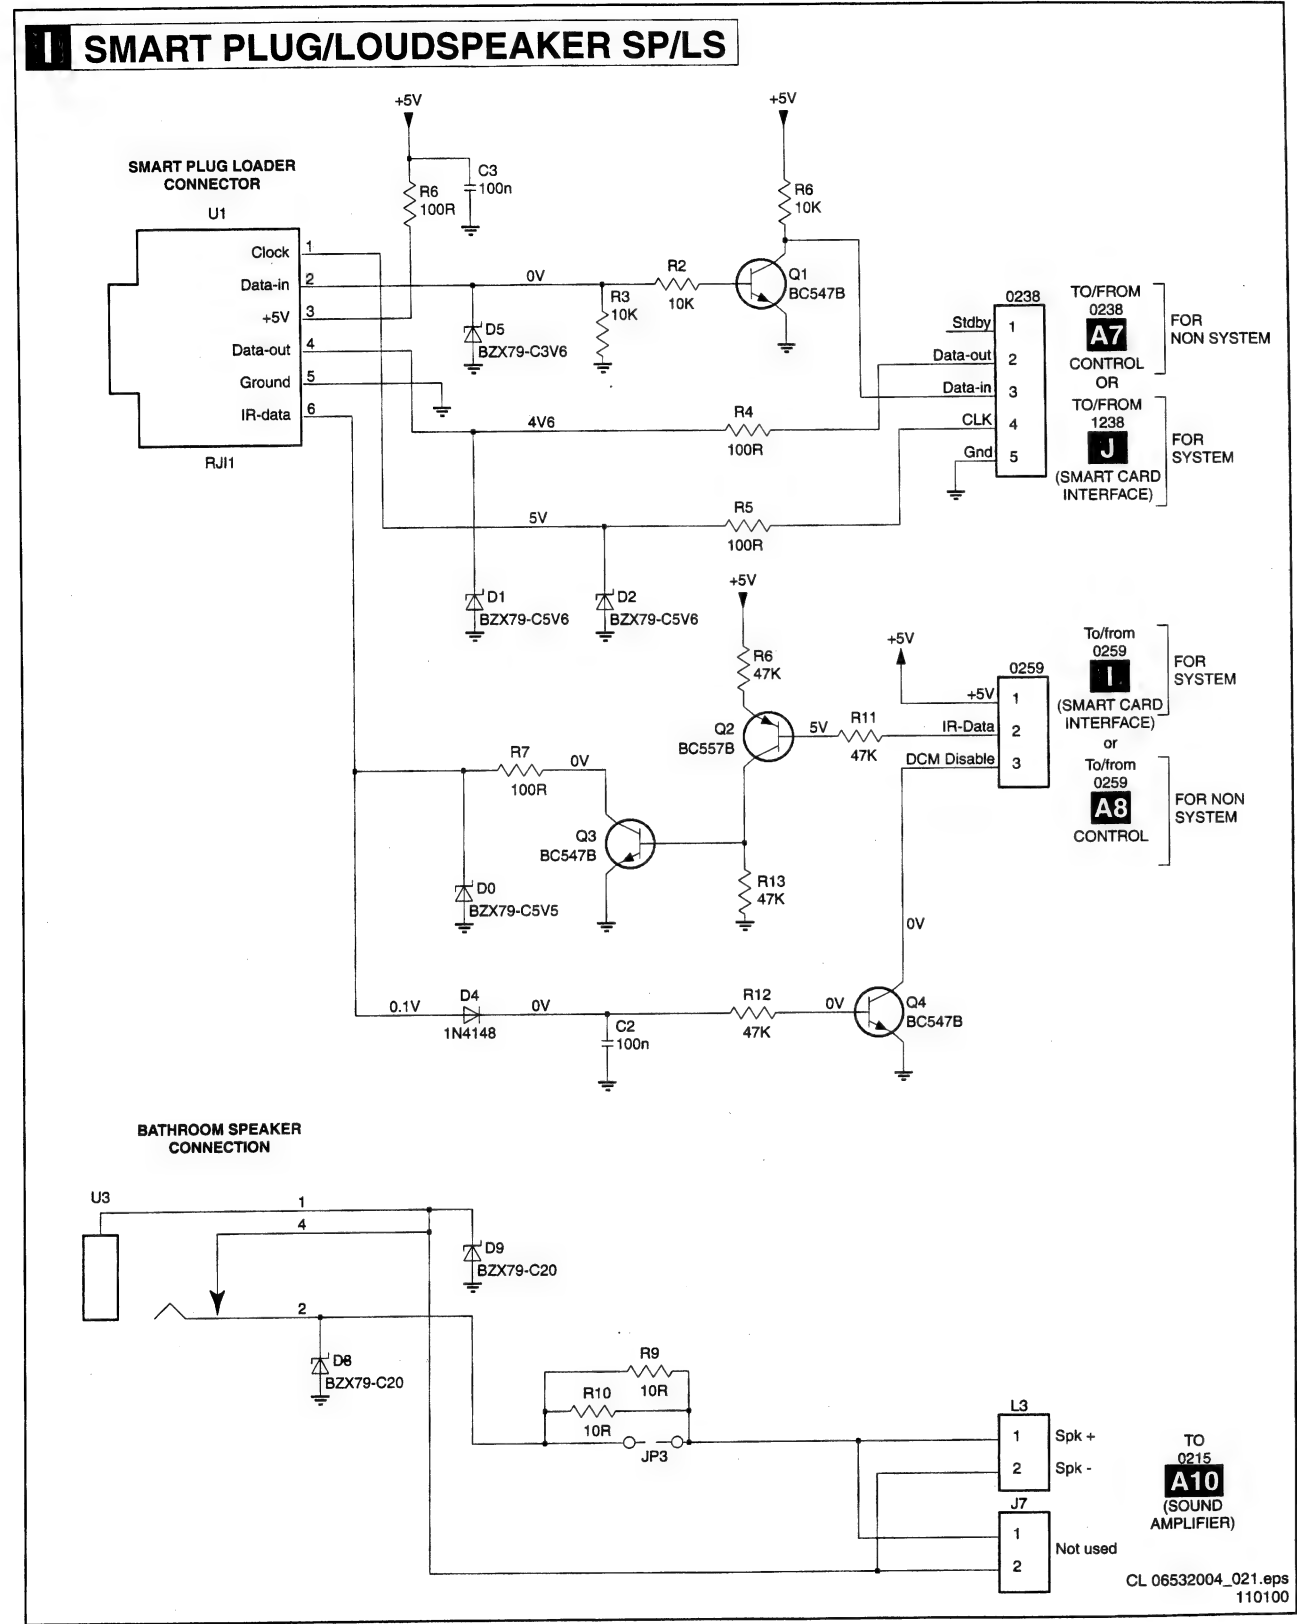 I SMART PLUG/LOUDSPEAKER SP/LS
+5V
+5V
SMART PLUG LOADER
CONNECTOR
U1
R6
100R
C3
100n
R6
10K
Clock 1
Data-in 2
+5V 3
Data-out 4
Ground 5
IR-data 6
RJI1
0V
R3
10K
R2
10K
Q1
BC547B
D5
BZX79-C3V6
0238
Stdby 1
Data-out 2
Data-in 3
CLK 4
Gnd 5
TO/FROM
0238
A7
CONTROL
OR
TO/FROM
1238
J
(SMART CARD
INTERFACE)
FOR
NON SYSTEM
FOR
SYSTEM
4V6
R4
100R
5V
R5
100R
D1
BZX79-C5V6
D2
BZX79-C5V6
+5V
R6
47K
+5V
0259
+5V 1
IR-Data 2
DCM Disable 3
To/from
0259
I
(SMART CARD
INTERFACE)
or
To/from
0259
A8
CONTROL
FOR
SYSTEM
FOR NON
SYSTEM
Q2
BC557B
5V
R11
47K
R7
100R
0V
Q3
BC547B
D0
BZX79-C5V5
R13
47K
0V
0.1V
D4
1N4148
0V
C2
100n
R12
47K
0V
Q4
BC547B
BATHROOM SPEAKER
CONNECTION
U3
1
4
2
D9
BZX79-C20
D8
BZX79-C20
R9
10R
R10
10R
JP3
L3
1 Spk +
2 Spk -
J7
1
2
Not used
TO
0215
A10
(SOUND
AMPLIFIER)
CL 06532004_021.eps
110100